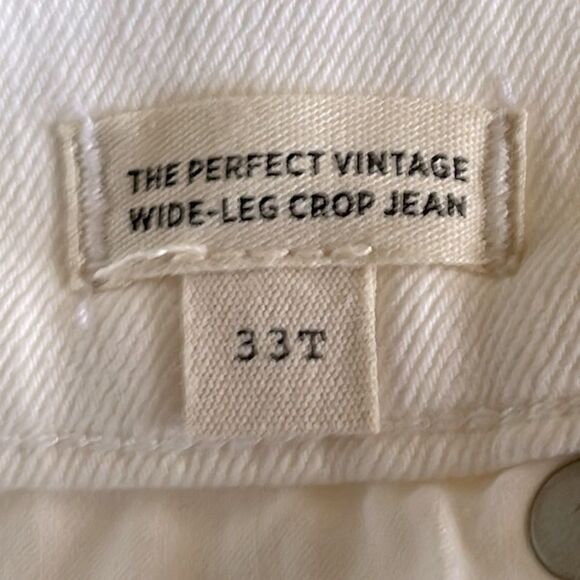 THE PERFECT VINTAGE
WIDE-LEG CROP JEAN
33T